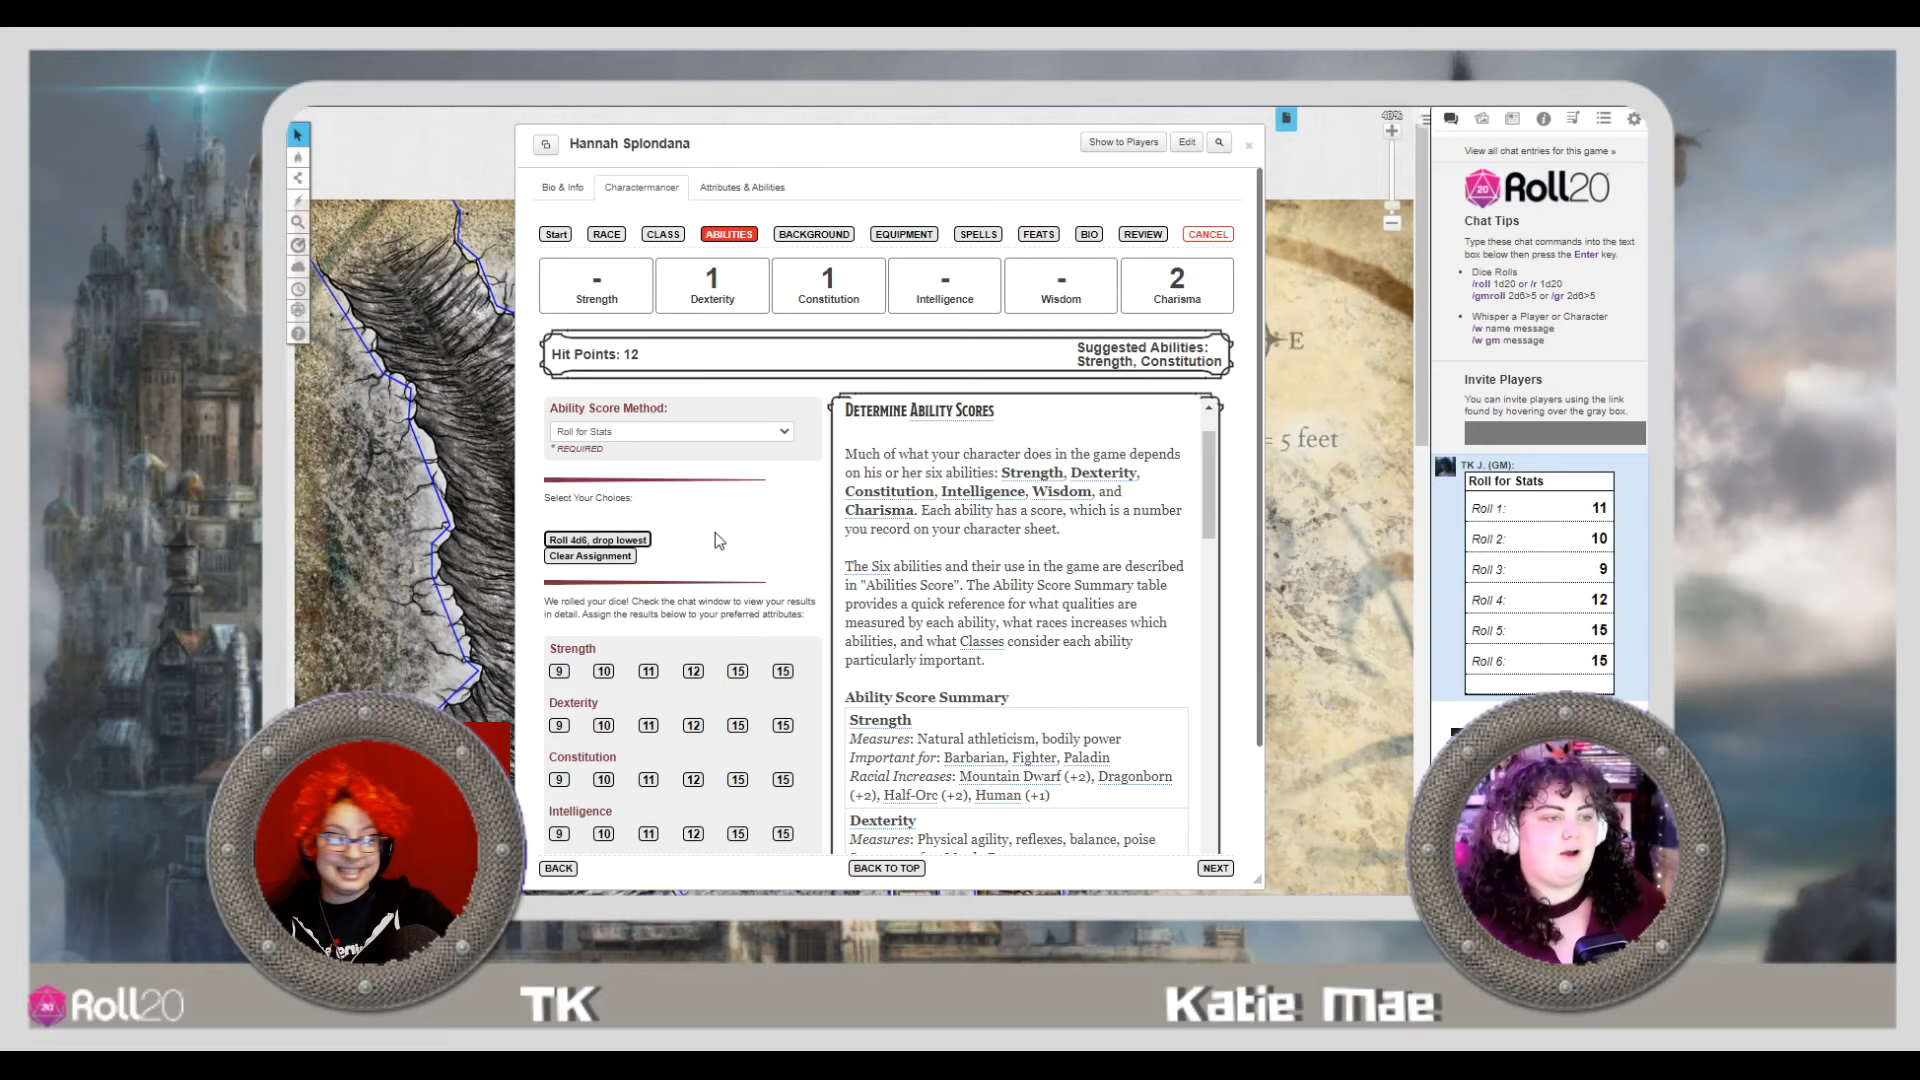 Hannah Splondana
Show to Players
Edit
Bio & Info
Charactermancer
Attributes & Abilities
Start
RACE
CLASS
ABILITIES
BACKGROUND
EQUIPMENT
SPELLS
FEATS
BIO
REVIEW
CANCEL
-
Strength
1
Dexterity
1
Constitution
-
Intelligence
-
Wisdom
2
Charisma
Hit Points: 12
Suggested Abilities:
Strength, Constitution
Ability Score Method:
Roll for Stats
* REQUIRED
Select Your Choices:
Roll 4d6, drop lowest
Clear Assignment
We rolled your dice! Check the chat window to view your results
in detail. Assign the results below to your preferred attributes:
Strength
9 10 11 12 15 15
Dexterity
9 10 11 12 15 15
Constitution
9 10 11 12 15 15
Intelligence
9 10 11 12 15 15
DETERMINE ABILITY SCORES
Much of what your character does in the game depends
on his or her six abilities: Strength, Dexterity,
Constitution, Intelligence, Wisdom, and
Charisma. Each ability has a score, which is a number
you record on your character sheet.
The Six abilities and their use in the game are described
in "Abilities Score". The Ability Score Summary table
provides a quick reference for what qualities are
measured by each ability, what races increases which
abilities, and what Classes consider each ability
particularly important.
Ability Score Summary
Strength
Measures: Natural athleticism, bodily power
Important for: Barbarian, Fighter, Paladin
Racial Increases: Mountain Dwarf (+2), Dragonborn
(+2), Half-Orc (+2), Human (+1)
Dexterity
Measures: Physical agility, reflexes, balance, poise
BACK
BACK TO TOP
NEXT
E
= 5 feet
40%
View all chat entries for this game »
20
Roll20
Chat Tips
Type these chat commands into the text
box below then press the Enter key.
• Dice Rolls
/roll 1d20 or /r 1d20
/gmroll 2d6>5 or /gr 2d6>5
• Whisper a Player or Character
/w name message
/w gm message
Invite Players
You can invite players using the link
found by hovering over the gray box.
TK J. (GM):
Roll for Stats
Roll 1: 11
Roll 2: 10
Roll 3: 9
Roll 4: 12
Roll 5: 15
Roll 6: 15
20
Roll20
TK
Katie Mae